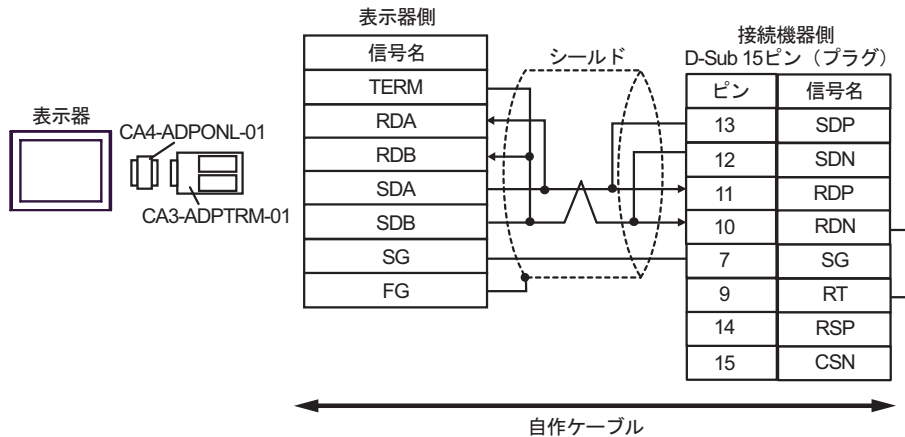 表示器側
信号名
TERM
RDA
RDB
SDA
SDB
SG
FG
シールド
接続機器側
D-Sub 15ピン（プラグ）
ピン 信号名
13 SDP
12 SDN
11 RDP
10 RDN
7 SG
9 RT
14 RSP
15 CSN
表示器
CA4-ADPONL-01
CA3-ADPTRM-01
自作ケーブル